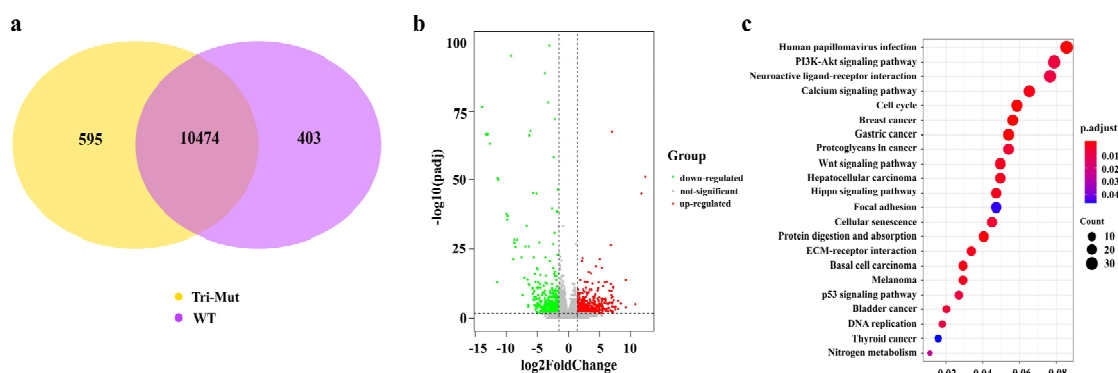 a
595
10474
403
Tri-Mut
WT
b
100
75
50
25
0
-log10(padj)
-15
-10
-5
0
5
10
log2FoldChange
Group
down-regulated
not-significant
up-regulated
c
Human papillomavirus infection
PI3K-Akt signaling pathway
Neuroactive ligand-receptor interaction
Calcium signaling pathway
Cell cycle
Breast cancer
Gastric cancer
Proteoglycans in cancer
Wnt signaling pathway
Hepatocellular carcinoma
Hippo signaling pathway
Focal adhesion
Cellular senescence
Protein digestion and absorption
ECM-receptor interaction
Basal cell carcinoma
Melanoma
p53 signaling pathway
Bladder cancer
DNA replication
Thyroid cancer
Nitrogen metabolism
0.02
0.04
0.06
0.08
p.adjust
0.01
0.02
0.03
0.04
Count
10
20
30